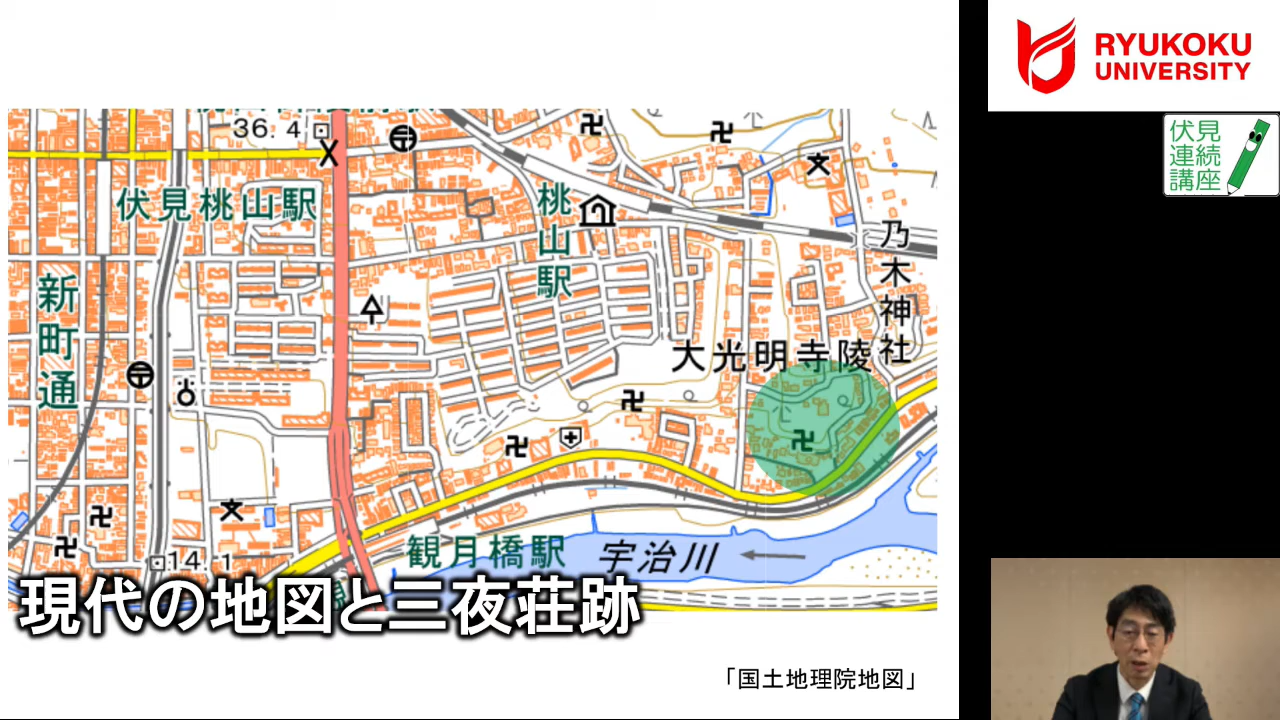 RYUKOKU
UNIVERSITY
伏見
連続
講座
36.4
伏見桃山駅
桃山駅
乃木神社
新町通
大光明寺陵
14.1
観月橋駅
宇治川
現代の地図と三夜荘跡
「国土地理院地図」